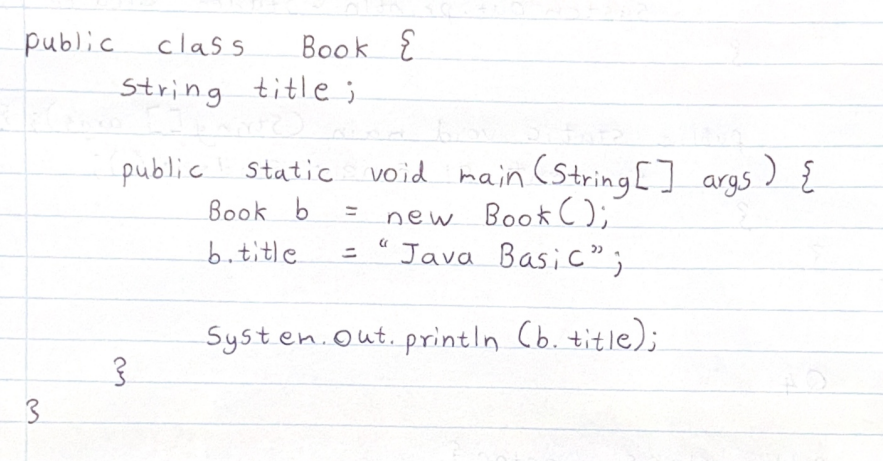 public class Book {
String title;
public static void main(String[] args) {
Book b = new Book();
b.title = “Java Basic”;
Systen.out.println (b.title);
}
}